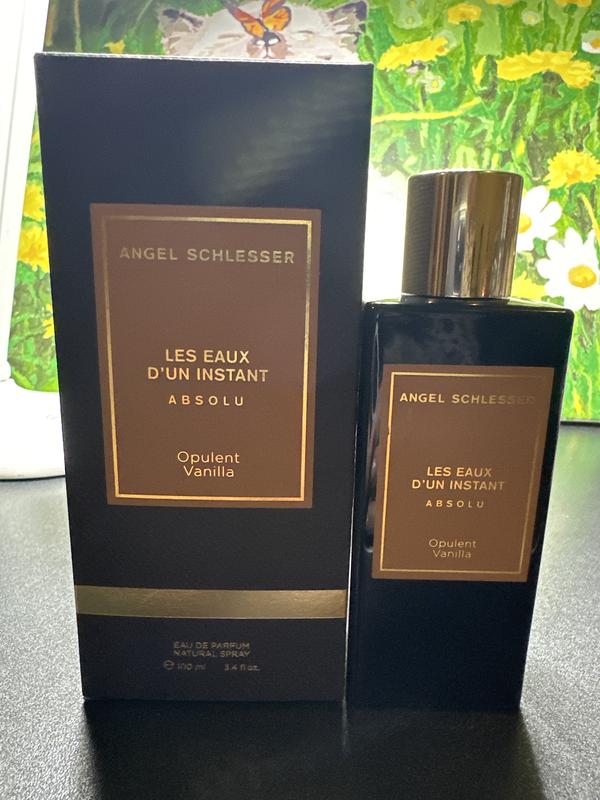 ANGEL SCHLESSER
LES EAUX
D'UN INSTANT
ABSOLU
Opulent
Vanilla
EAU DE PARFUM
NATURAL SPRAY
℮ 100 ml 3.4 fl oz.
ANGEL SCHLESSER
LES EAUX
D'UN INSTANT
ABSOLU
Opulent
Vanilla